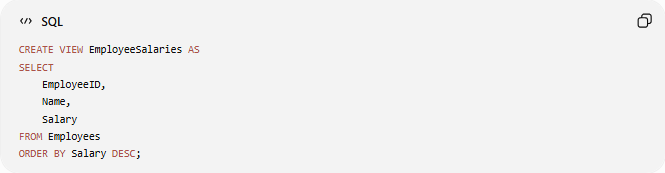 SQL
CREATE VIEW EmployeeSalaries AS
SELECT
    EmployeeID,
    Name,
    Salary
FROM Employees
ORDER BY Salary DESC;